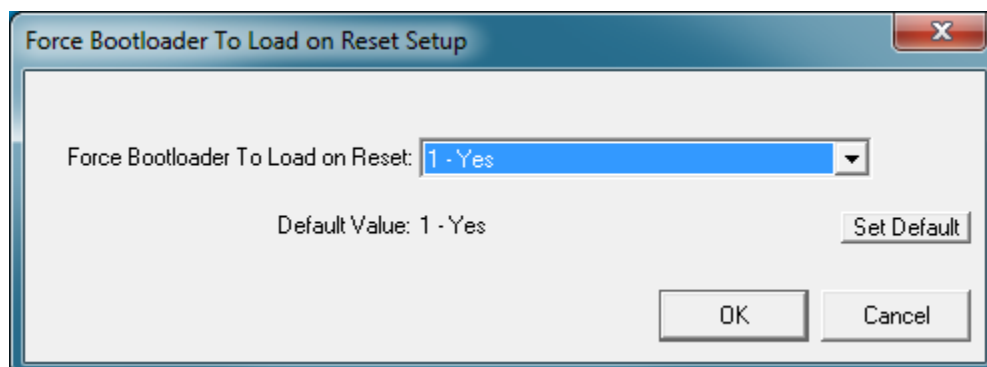 Force Bootloader To Load on Reset Setup
Force Bootloader To Load on Reset: 1 - Yes
Default Value: 1 - Yes
Set Default
OK
Cancel